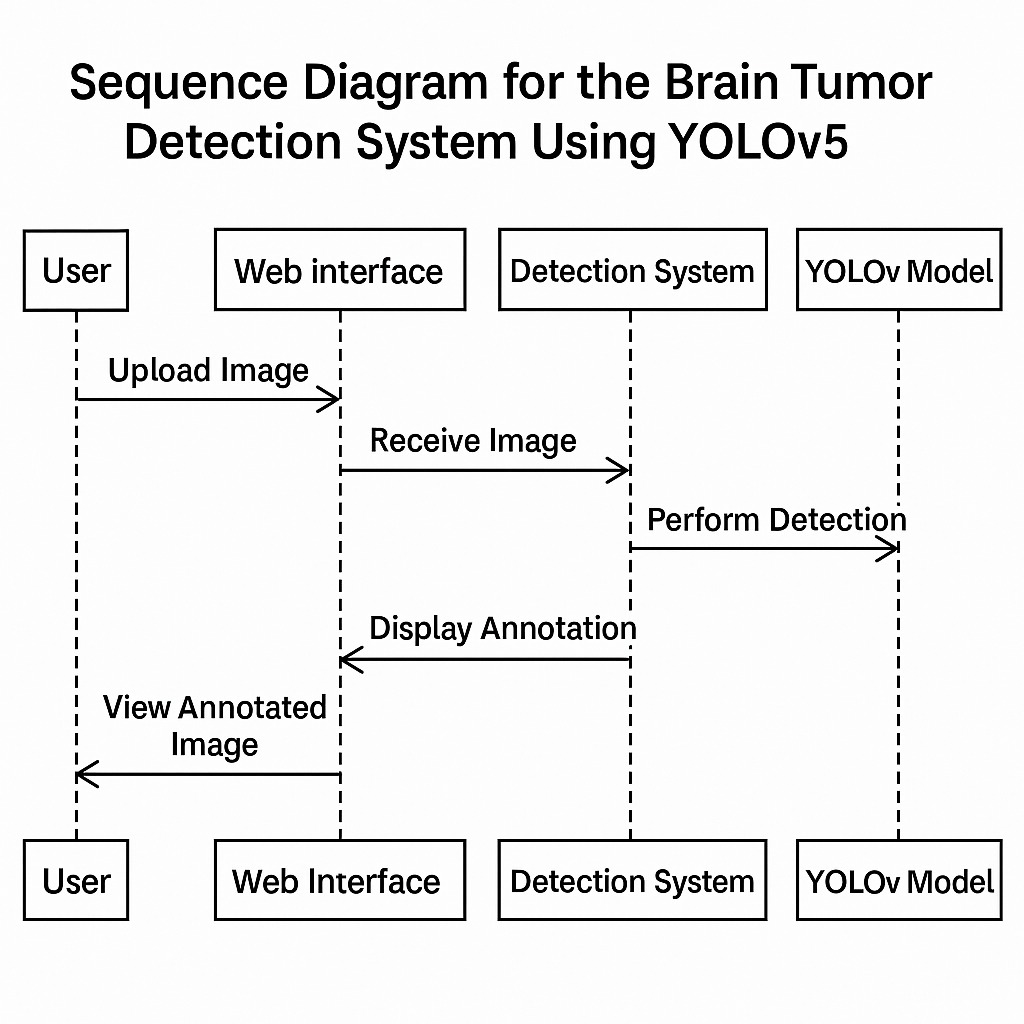 Sequence Diagram for the Brain Tumor
Detection System Using YOLOv5
User
Web interface
Detection System
YOLOv Model
Upload Image
Receive Image
Perform Detection
Display Annotation
View Annotated
Image
User
Web Interface
Detection System
YOLOv Model